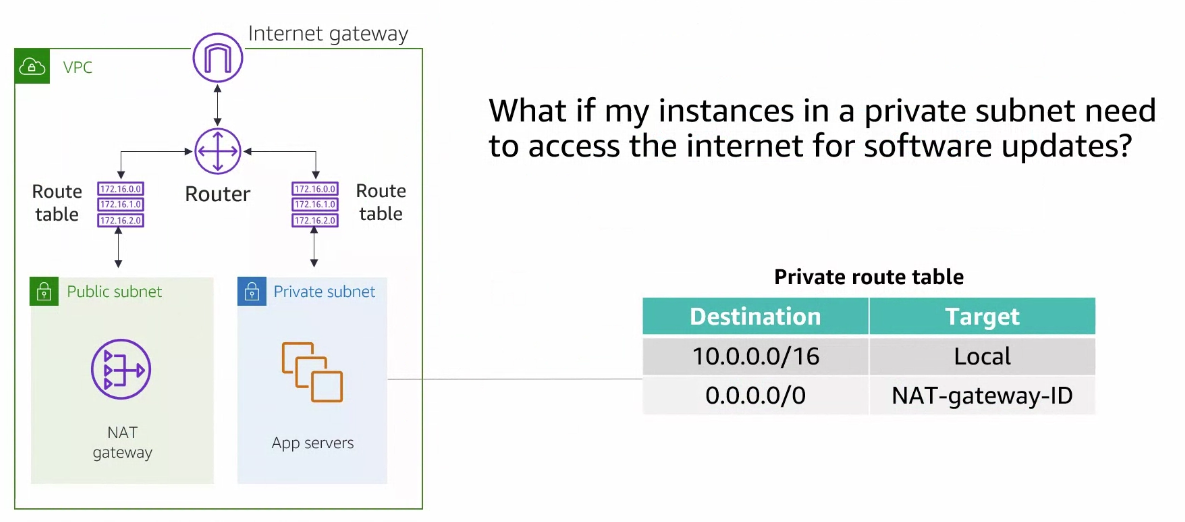 Internet gateway
VPC
What if my instances in a private subnet need
to access the internet for software updates?
Route
table
172.16.0.0
172.16.1.0
172.16.2.0
Router
172.16.0.0
172.16.1.0
172.16.2.0
Route
table
Public subnet
NAT
gateway
Private subnet
App servers
Private route table
Destination Target
10.0.0.0/16 Local
0.0.0.0/0 NAT-gateway-ID